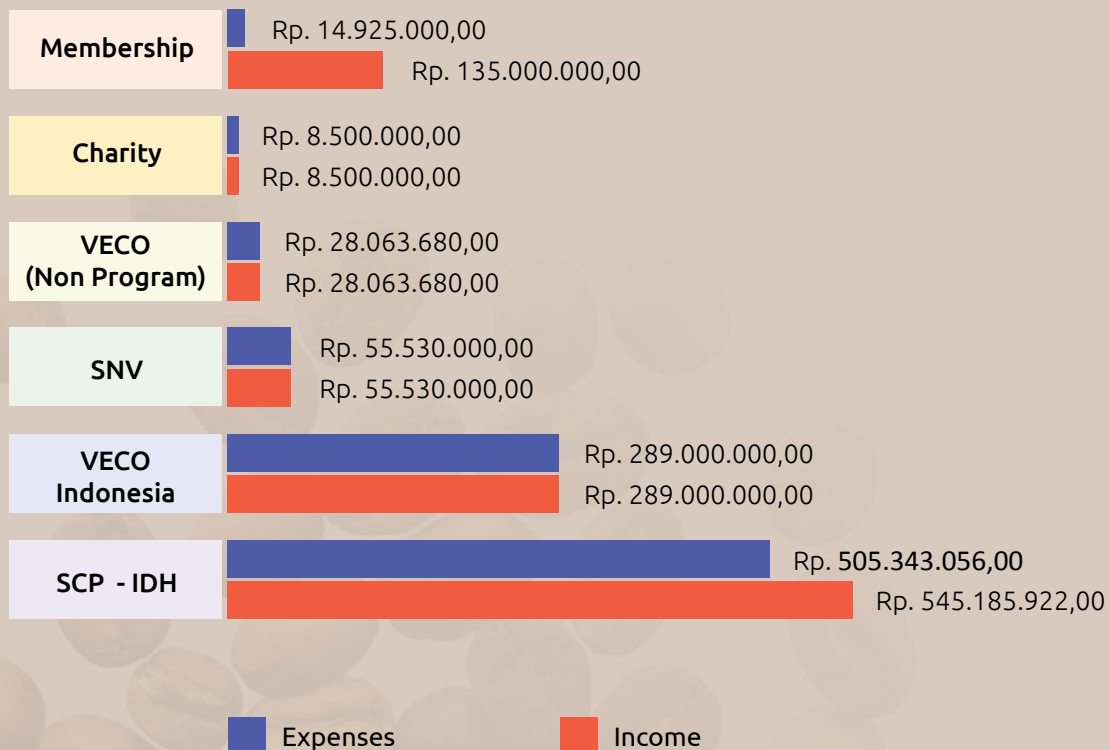 Membership
Rp. 14.925.000,00
Rp. 135.000.000,00
Charity
Rp. 8.500.000,00
Rp. 8.500.000,00
VECO
(Non Program)
Rp. 28.063.680,00
Rp. 28.063.680,00
SNV
Rp. 55.530.000,00
Rp. 55.530.000,00
VECO
Indonesia
Rp. 289.000.000,00
Rp. 289.000.000,00
SCP - IDH
Rp. 505.343.056,00
Rp. 545.185.922,00
Expenses
Income